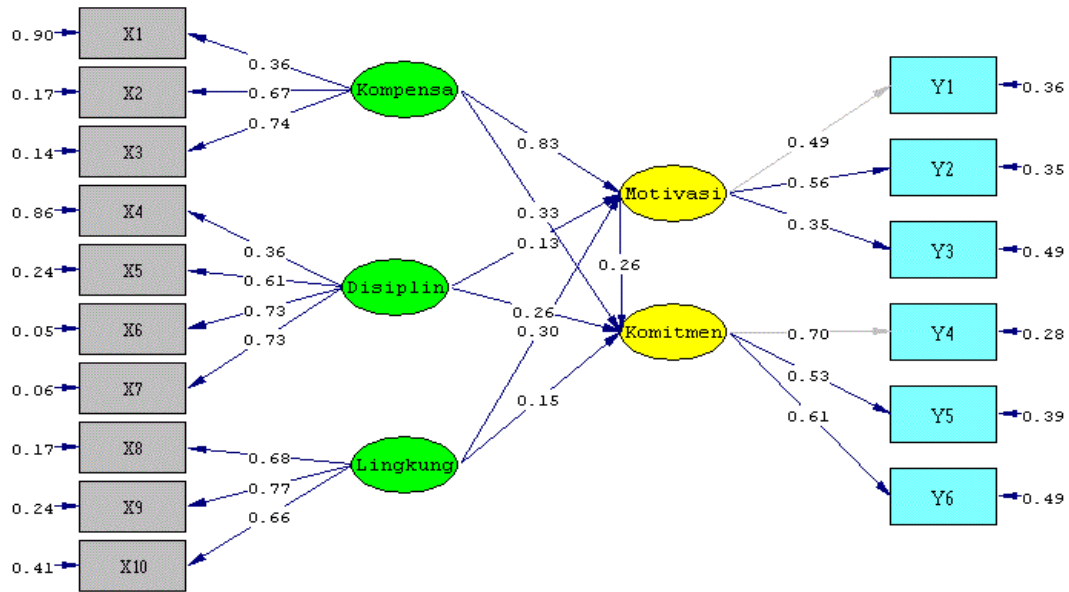 0.90
X1
0.17
X2
0.14
X3
0.86
X4
0.24
X5
0.05
X6
0.06
X7
0.17
X8
0.24
X9
0.41
X10
0.36
0.67
0.74
0.36
0.61
0.73
0.73
0.68
0.77
0.66
Kompensa
Disiplin
Lingkung
0.83
0.33
0.13
0.26
0.26
0.30
0.15
Motivasi
Komitmen
0.49
0.56
0.35
0.70
0.53
0.61
Y1
0.36
Y2
0.35
Y3
0.49
Y4
0.28
Y5
0.39
Y6
0.49